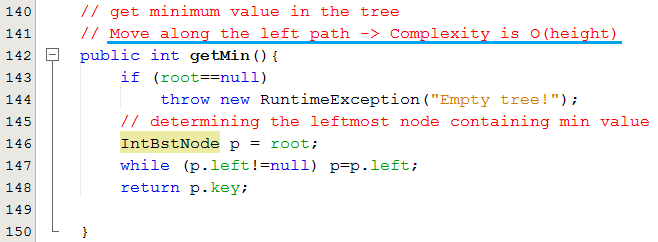 140 // get minimum value in the tree
141 // Move along the left path -> Complexity is O(height)
142 public int getMin(){
143 if (root==null)
144 throw new RuntimeException("Empty tree!");
145 // determining the leftmost node containing min value
146 IntBstNode p = root;
147 while (p.left!=null) p=p.left;
148 return p.key;
149
150 }